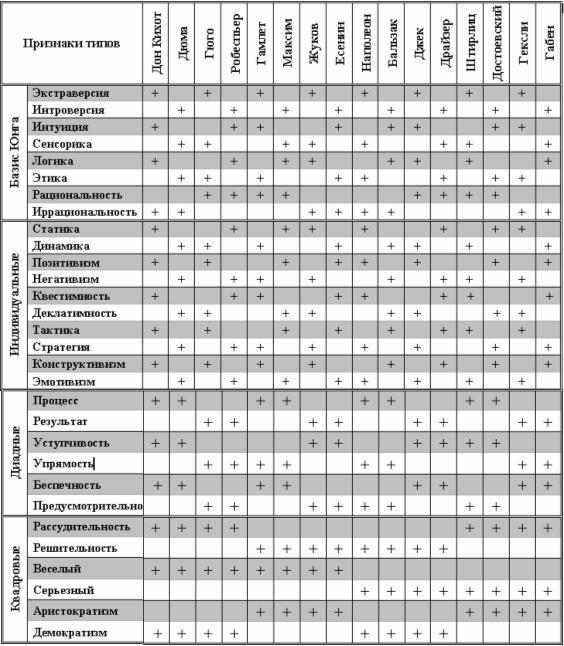 Признаки типов
Дон Кихот
Дюма
Гюго
Робеспьер
Гамлет
Максим
Жуков
Есенин
Наполеон
Бальзак
Джек
Драйзер
Штирлиц
Достоевский
Гексли
Габен
Базис Юнга
Экстраверсия + + + + + + + +
Интроверсия + + + + + + + +
Интуиция + + + + + + + +
Сенсорика + + + + + + + +
Логика + + + + + + + +
Этика + + + + + + + +
Рациональность + + + + + + + +
Иррациональность + + + + + + + +
Индивидуальные
Статика + + + + + + + +
Динамика + + + + + + + +
Позитивизм + + + + + + + +
Негативизм + + + + + + + +
Квестимность + + + + + + + +
Деклатимность + + + + + + + +
Тактика + + + + + + + +
Стратегия + + + + + + + +
Конструктивизм + + + + + + + +
Эмотивизм + + + + + + + +
Диадные
Процесс + + + + + + + +
Результат + + + + + + + +
Уступчивость + + + + + + + +
Упрямость + + + + + + + +
Беспечность + + + + + + + +
Предусмотрительно + + + + + + + +
Квадровые
Рассудительность + + + + + + + +
Решительность + + + + + + + +
Веселый + + + + + + + +
Серьезный + + + + + + + +
Аристократизм + + + + + + + +
Демократизм + + + + + + + +